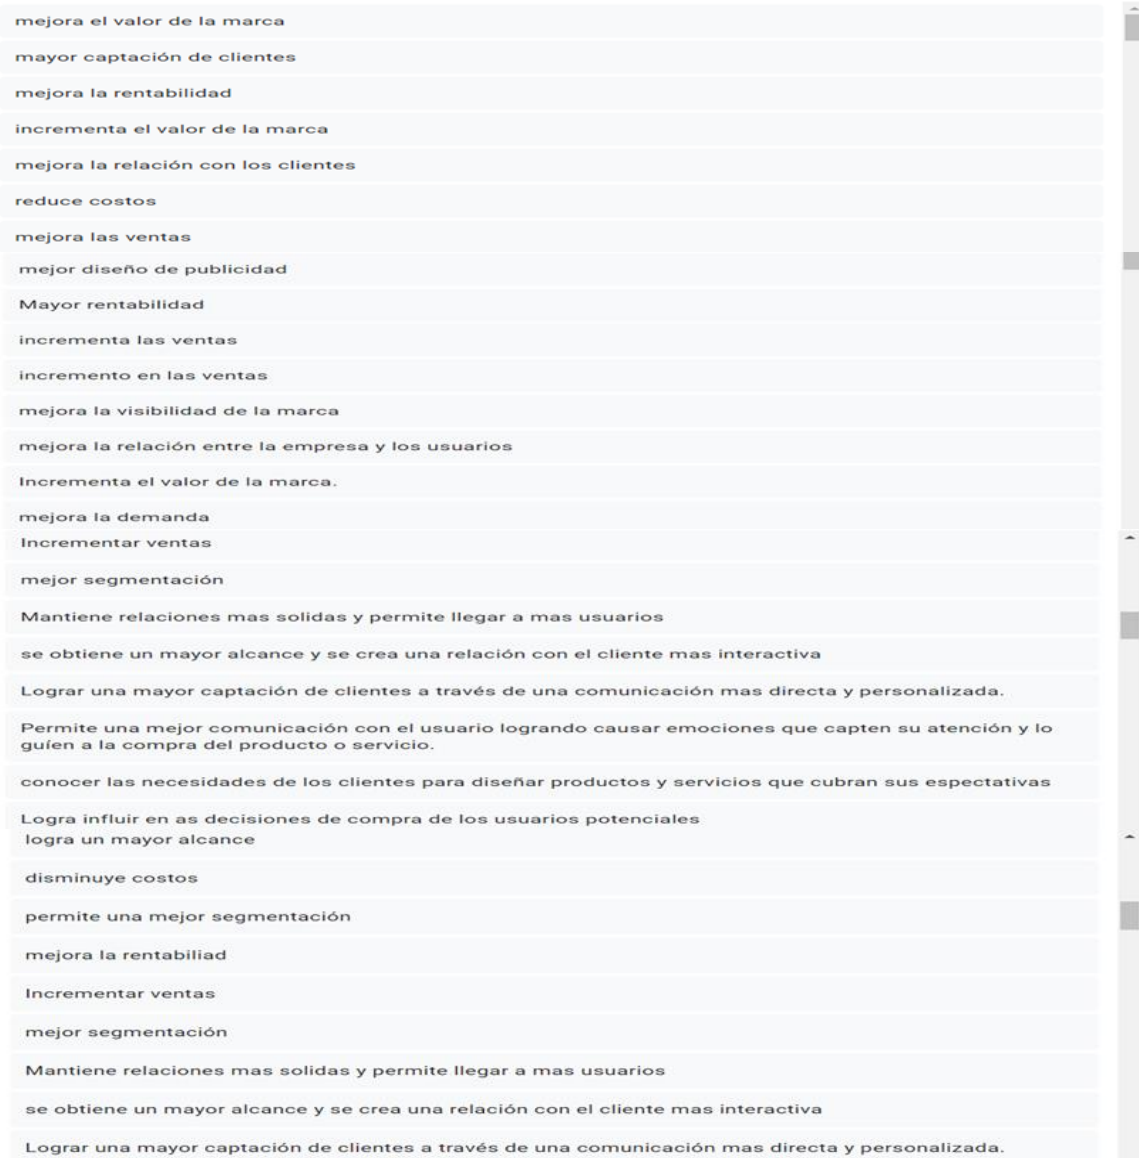 mejora el valor de la marca
mayor captación de clientes
mejora la rentabilidad
incrementa el valor de la marca
mejora la relación con los clientes
reduce costos
mejora las ventas
mejor diseño de publicidad
Mayor rentabilidad
incrementa las ventas
incremento en las ventas
mejora la visibilidad de la marca
mejora la relación entre la empresa y los usuarios
Incrementa el valor de la marca.
mejora la demanda
Incrementar ventas
mejor segmentación
Mantiene relaciones mas solidas y permite llegar a mas usuarios
se obtiene un mayor alcance y se crea una relación con el cliente mas interactiva
Lograr una mayor captación de clientes a través de una comunicación mas directa y personalizada.
Permite una mejor comunicación con el usuario logrando causar emociones que capten su atención y lo
guíen a la compra del producto o servicio.
conocer las necesidades de los clientes para diseñar productos y servicios que cubran sus espectativas
Logra influir en as decisiones de compra de los usuarios potenciales
logra un mayor alcance
disminuye costos
permite una mejor segmentación
mejora la rentabiliad
Incrementar ventas
mejor segmentación
Mantiene relaciones mas solidas y permite llegar a mas usuarios
se obtiene un mayor alcance y se crea una relación con el cliente mas interactiva
Lograr una mayor captación de clientes a través de una comunicación mas directa y personalizada.